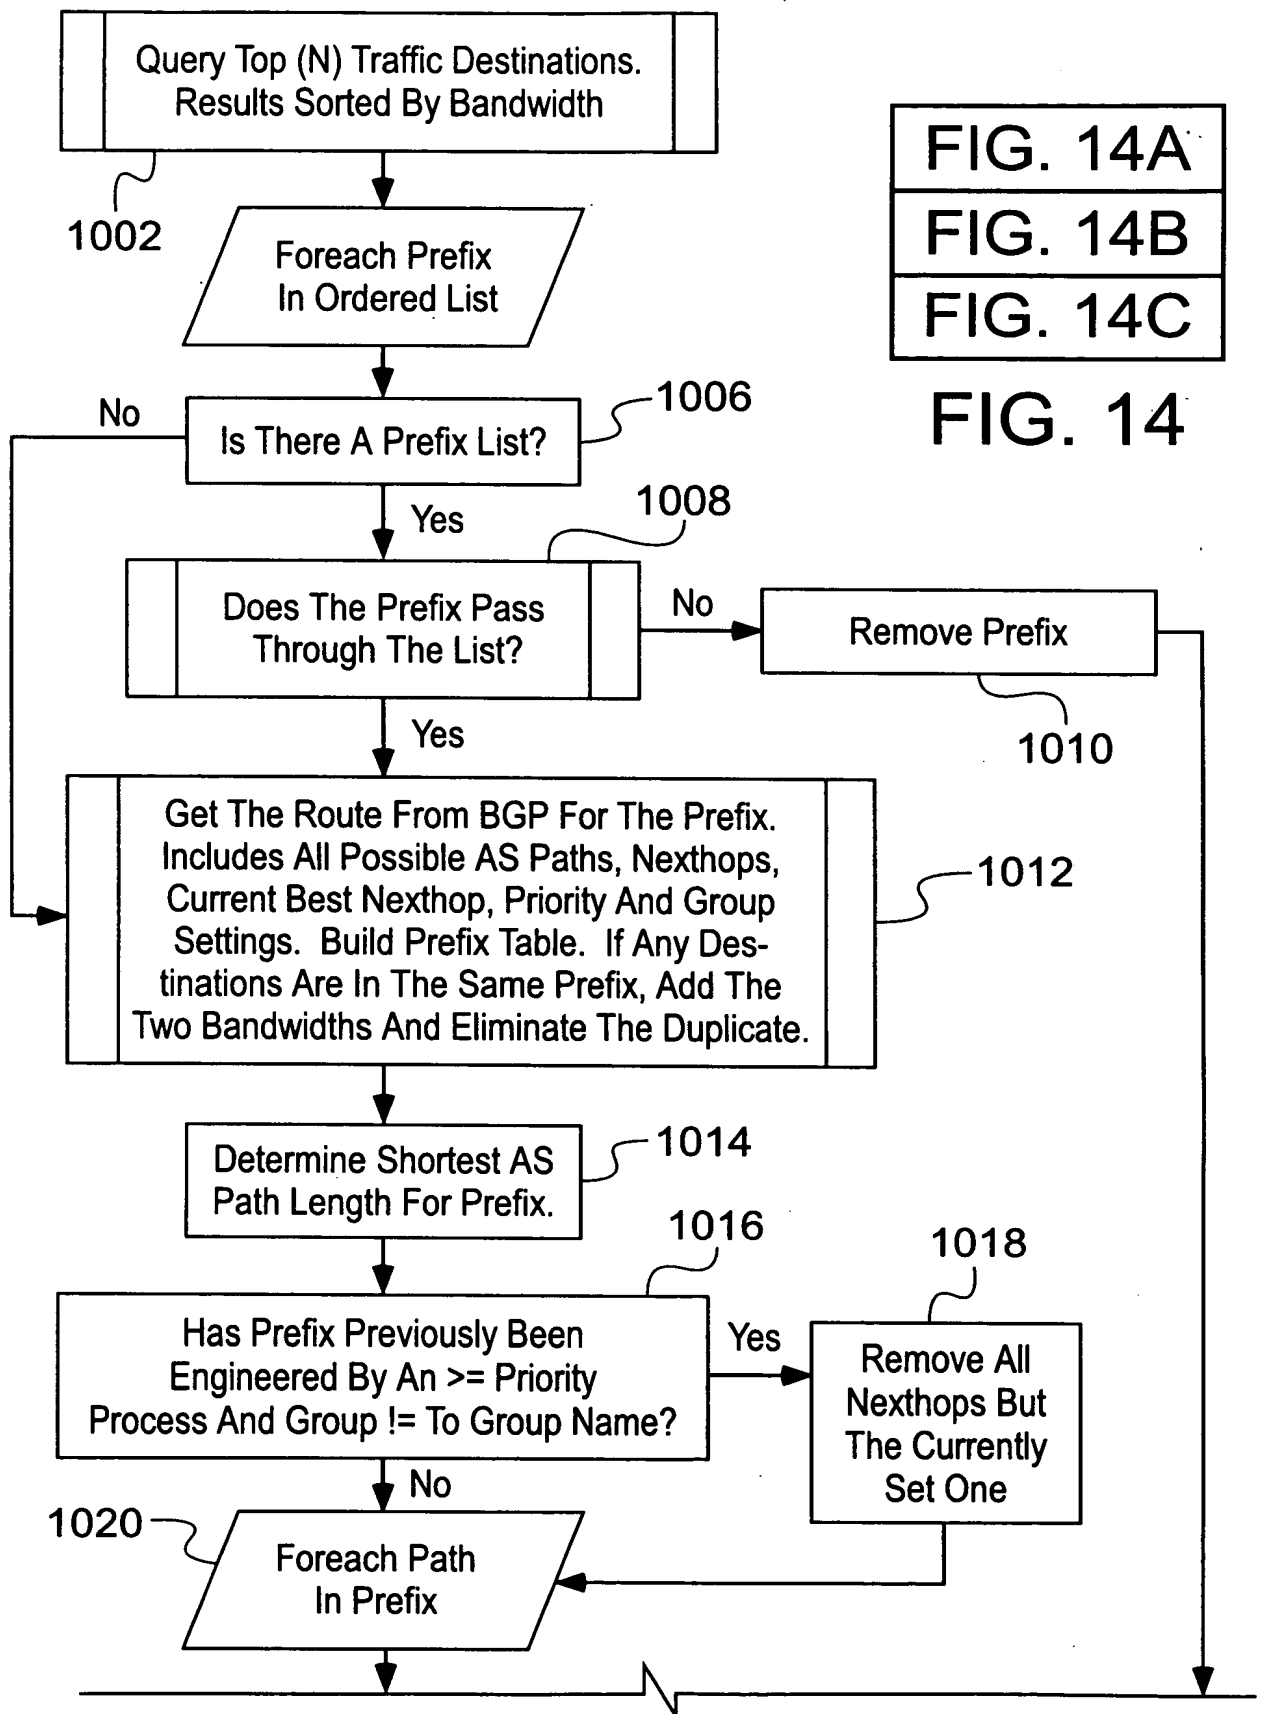 Query Top (N) Traffic Destinations.
Results Sorted By Bandwidth
1002
FIG. 14A
FIG. 14B
FIG. 14C
FIG. 14
Foreach Prefix
In Ordered List
No
1006
Is There A Prefix List?
Yes
1008
Does The Prefix Pass
Through The List?
No
Remove Prefix
1010
Yes
Get The Route From BGP For The Prefix.
Includes All Possible AS Paths, Nexthops,
Current Best Nexthop, Priority And Group
Settings. Build Prefix Table. If Any Des-
tinations Are In The Same Prefix, Add The
Two Bandwidths And Eliminate The Duplicate.
1012
Determine Shortest AS
Path Length For Prefix.
1014
1016
Has Prefix Previously Been
Engineered By An >= Priority
Process And Group != To Group Name?
Yes
1018
Remove All
Nexthops But
The Currently
Set One
No
1020
Foreach Path
In Prefix